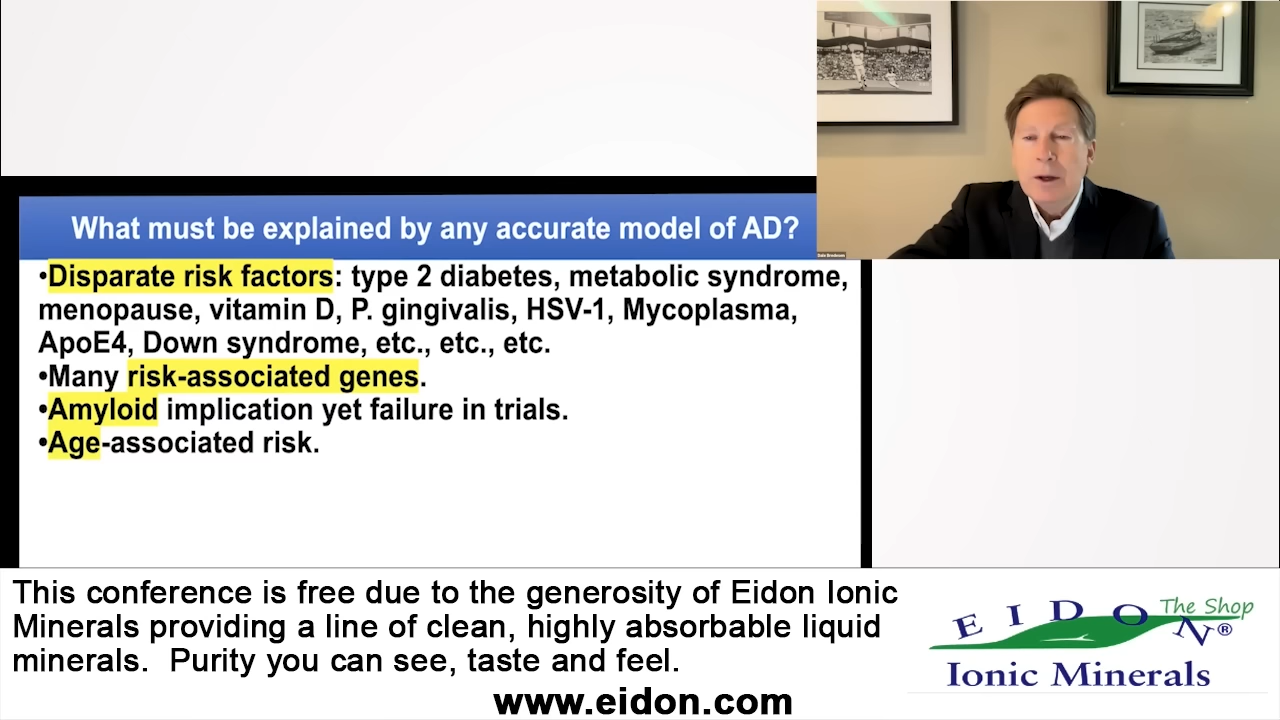 What must be explained by any accurate model of AD?
•Disparate risk factors: type 2 diabetes, metabolic syndrome,
menopause, vitamin D, P. gingivalis, HSV-1, Mycoplasma,
ApoE4, Down syndrome, etc., etc., etc.
•Many risk-associated genes.
•Amyloid implication yet failure in trials.
•Age-associated risk.
Dale Bredesen
This conference is free due to the generosity of Eidon Ionic
Minerals providing a line of clean, highly absorbable liquid
minerals. Purity you can see, taste and feel.
www.eidon.com
EIDON® The Shop
Ionic Minerals